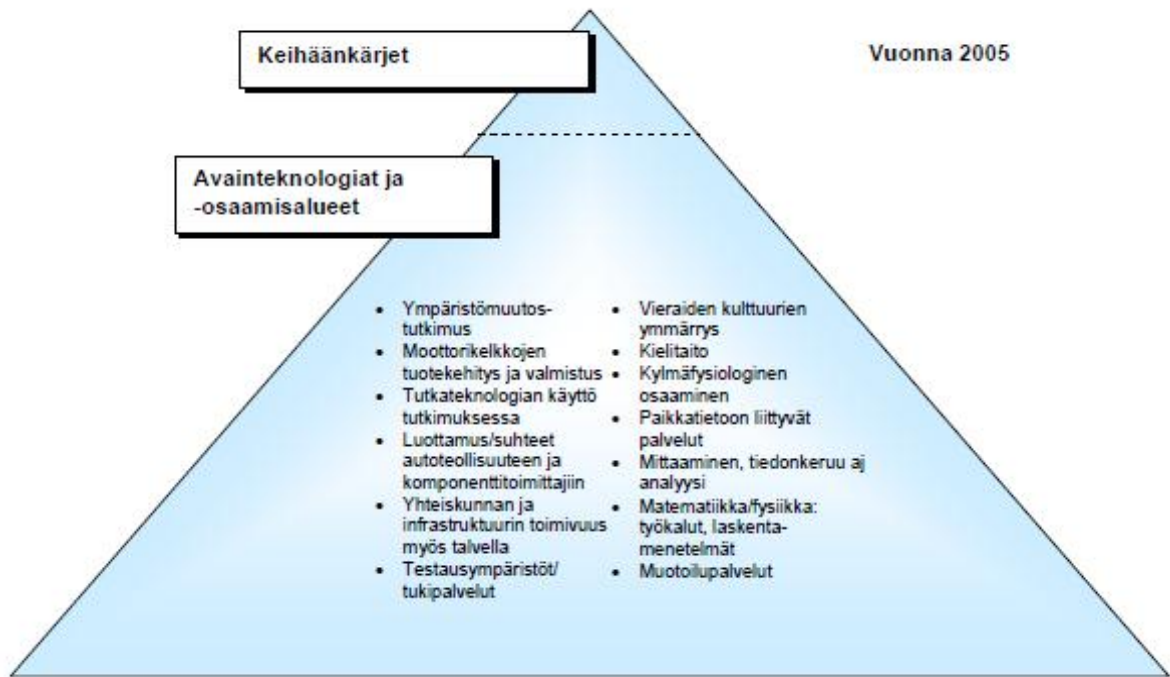 Keihäänkärjet
Vuonna 2005
Avainteknologiat ja
-osaamisalueet
• Ympäristömuutos-
tutkimus
• Moottorikelkkojen
tuotekehitys ja valmistus
• Tutkateknologian käyttö
tutkimuksessa
• Luottamus/suhteet
autoteollisuuteen ja
komponenttitoimittajiin
• Yhteiskunnan ja
infrastruktuurin toimivuus
myös talvella
• Testausympäristöt/
tukipalvelut
• Vieraiden kulttuurien
ymmärrys
• Kielitaito
• Kylmäfysiologinen
osaaminen
• Paikkatietoon liittyvät
palvelut
• Mittaaminen, tiedonkeruu aj
analyysi
• Matematiikka/fysiikka:
työkalut, laskenta-
menetelmät
• Muotoilupalvelut